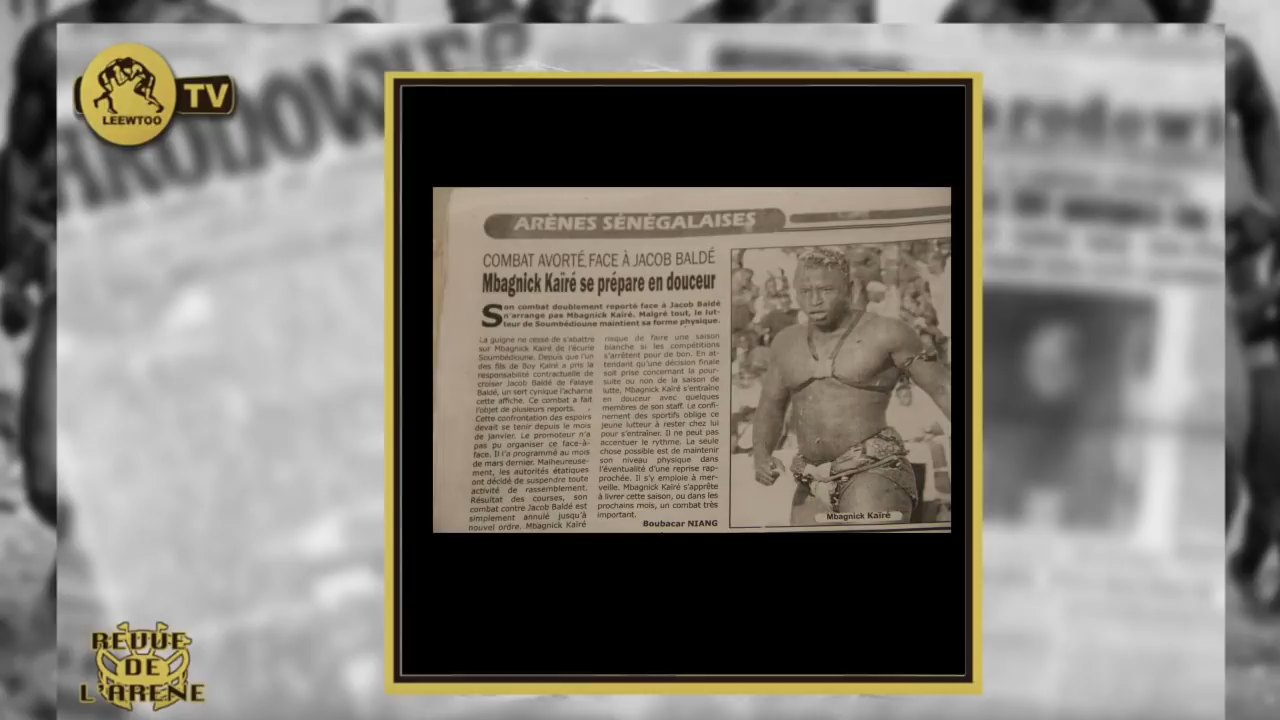 LEEWTOO
TV
ARÈNES SÉNÉGALAISES
COMBAT AVORTÉ FACE À JACOB BALDÉ
Mbagnick Kaïré se prépare en douceur
Son combat doublement reporté face à Jacob Baldé
n'arrange pas Mbagnick Kaïré. Malgré tout, le lut-
teur de Soumbédioune maintient sa forme physique.
La guigne ne cesse de s'abattre
sur Mbagnick Kaïré de l'écurie
Soumbédioune. Depuis que l'un
des fils de Boy Kaïré a pris la
responsabilité contractuelle de
croiser Jacob Baldé de Falaye
Baldé, un sort cynique l'acharne
cette affiche. Ce combat a fait
l'objet de plusieurs reports.
Cette confrontation des espoirs
devait se tenir depuis le mois
de janvier. Le promoteur n'a
pas pu organiser ce face-à-
face. Il l'a programmé au mois
de mars dernier. Malheureuse-
ment, les autorités étatiques
ont décidé de suspendre toute
activité de rassemblement.
Résultat des courses, son
combat contre Jacob Baldé est
simplement annulé jusqu'à
nouvel ordre. Mbagnick Kaïré
risque de faire une saison
blanche si les compétitions
s'arrêtent pour de bon. En at-
tendant qu'une décision finale
soit prise concernant la pour-
suite ou non de la saison de
lutte, Mbagnick Kaïré s'entraîne
en douceur avec quelques
membres de son staff. Le confi-
nement des sportifs oblige ce
jeune lutteur à rester chez lui
pour s'entraîner. Il ne peut pas
accentuer le rythme. La seule
chose possible est de maintenir
son niveau physique dans
l'éventualité d'une reprise rap-
prochée. Il s'y emploie à mer-
veille. Mbagnick Kaïré s'apprête
à livrer cette saison, ou dans les
prochains mois, un combat très
important.
Boubacar NIANG
Mbagnick Kaïré
REVUE
DE
L'ARENE